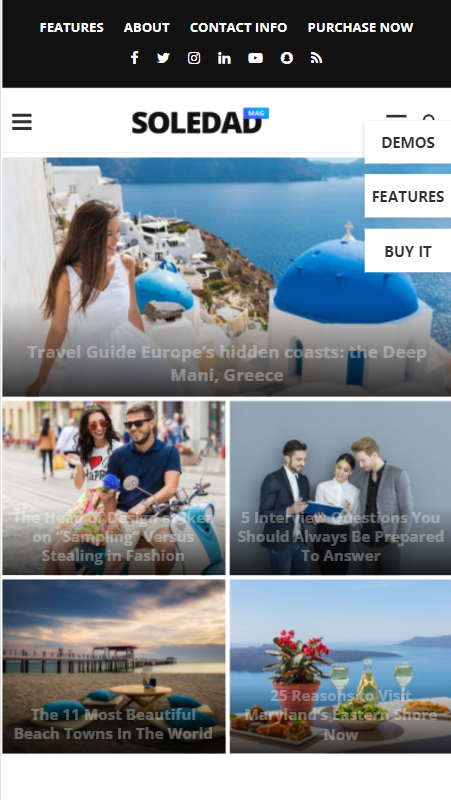 FEATURES ABOUT CONTACT INFO PURCHASE NOW
SOLEDAD MAG
DEMOS
FEATURES
BUY IT
Travel Guide Europe's hidden coasts: the Deep
Mani, Greece
The Heap of Design
on “Sampling” Versus
Stealing in Fashion
5 Interview Questions You
Should Always Be Prepared
To Answer
The 11 Most Beautiful
Beach Towns In The World
25 Reasons to Visit
Maryland's Eastern Shore
Now